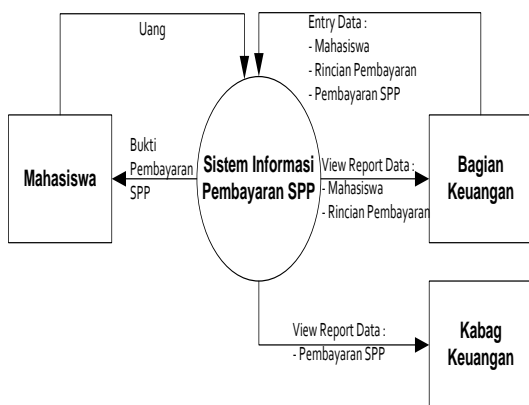 Uang
Entry Data :
- Mahasiswa
- Rincian Pembayaran
- Pembayaran SPP
Mahasiswa
Bukti
Pembayaran
SPP
Sistem Informasi
Pembayaran SPP
View Report Data :
- Mahasiswa
- Rincian Pembayaran
Bagian
Keuangan
View Report Data :
- Pembayaran SPP
Kabag
Keuangan